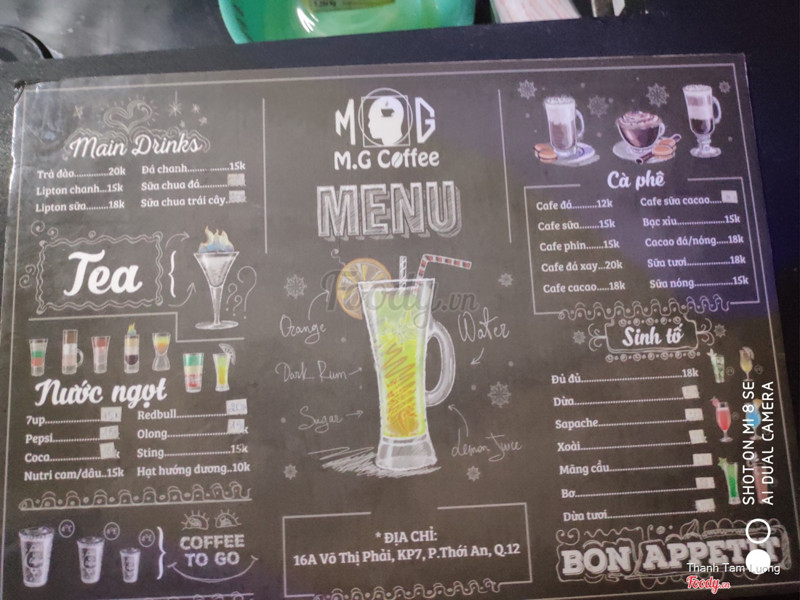 Main Drinks
Trà đào.........20k
Lipton chanh...15k
Lipton sữa.......18k
Đá chanh............15k
Sữa chua đá
Sữa chua trái cây
Tea
Nước ngọt
7up
Pepsi
Coca
Nutri cam/dâu..15k
Redbull
Olong
Sting...............15k
Hạt hướng dương..10k
COFFEE
TO GO
M G
M.G Coffee
MENU
Foody.vn
Orange
Water
Dark Rum
Sugar
Lemon Juice
* ĐỊA CHỈ:
16A Võ Thị Phải, KP7, P.Thới An, Q.12
Cà phê
Cafe đá.........12k
Cafe sữa........15k
Cafe phin.......15k
Cafe đá xay...20k
Cafe cacao.....18k
Cafe sữa cacao
Bạc xỉu............15k
Cacao đá/nóng....18k
Sữa tươi...........18k
Sữa nóng..........15k
Sinh tố
Đu đủ..............18k
Dừa
Sapache
Xoài
Mãng cầu
Bơ
Dừa tươi
BON APPETIT
SHOT ON MI 8 SE
AI DUAL CAMERA
Thanh Tam Luong
Foody.vn